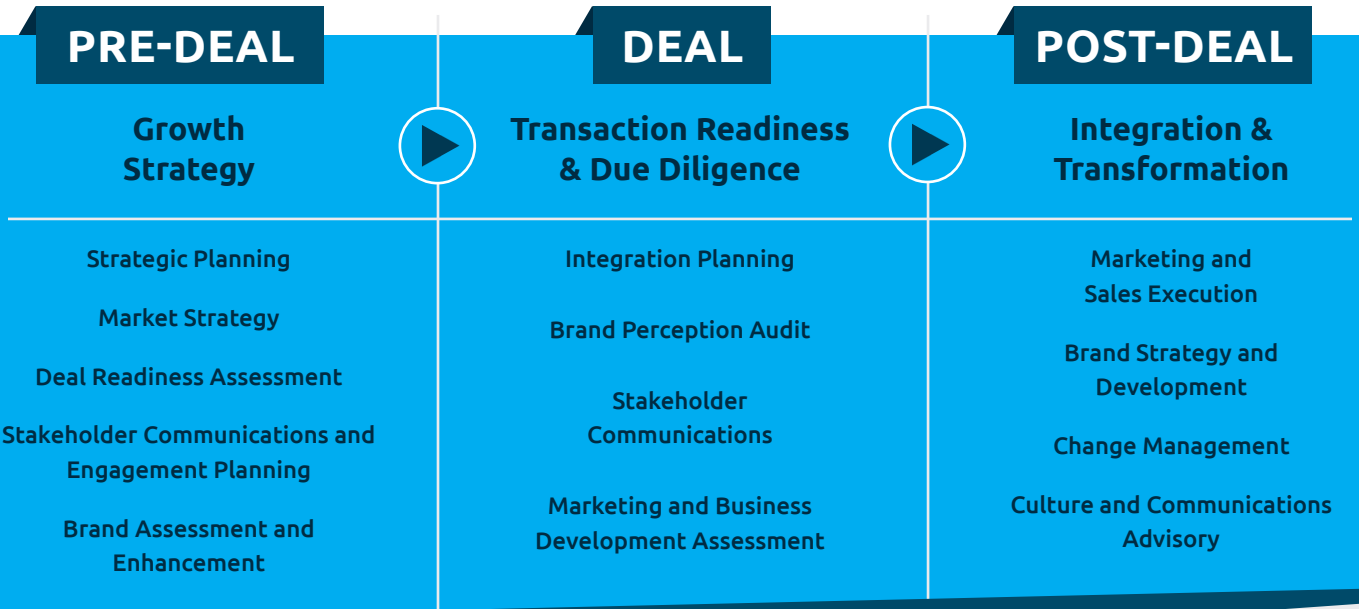 PRE-DEAL
Growth
Strategy
Strategic Planning
Market Strategy
Deal Readiness Assessment
Stakeholder Communications and
Engagement Planning
Brand Assessment and
Enhancement
DEAL
Transaction Readiness
& Due Diligence
Integration Planning
Brand Perception Audit
Stakeholder
Communications
Marketing and Business
Development Assessment
POST-DEAL
Integration &
Transformation
Marketing and
Sales Execution
Brand Strategy and
Development
Change Management
Culture and Communications
Advisory